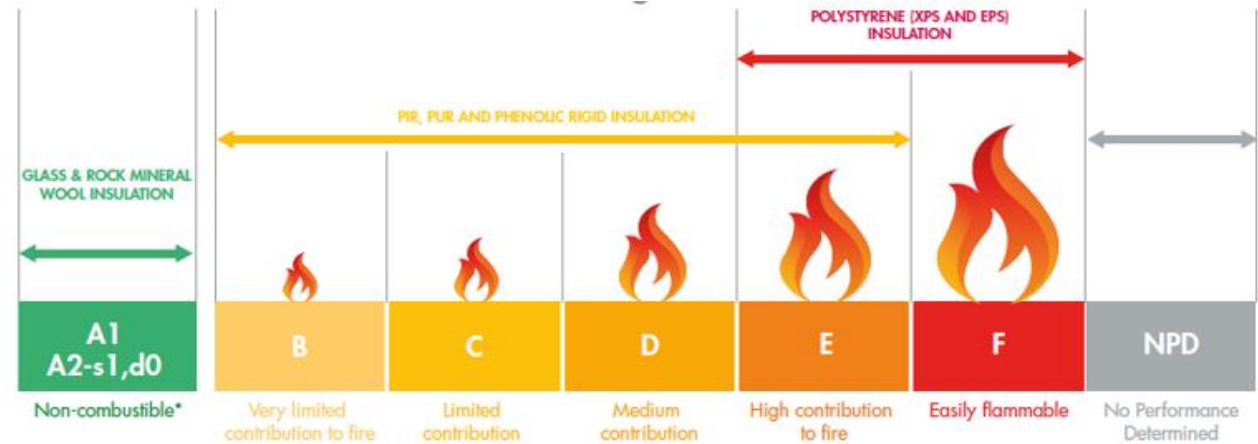 POLYSTYRENE (XPS AND EPS)
INSULATION
PIR, PUR AND PHENOLIC RIGID INSULATION
GLASS & ROCK MINERAL
WOOL INSULATION
A1
A2-s1,d0
B
C
D
E
F
NPD
Non-combustible*
Very limited
contribution to fire
Limited
contribution
Medium
contribution
High contribution
to fire
Easily flammable
No Performance
Determined